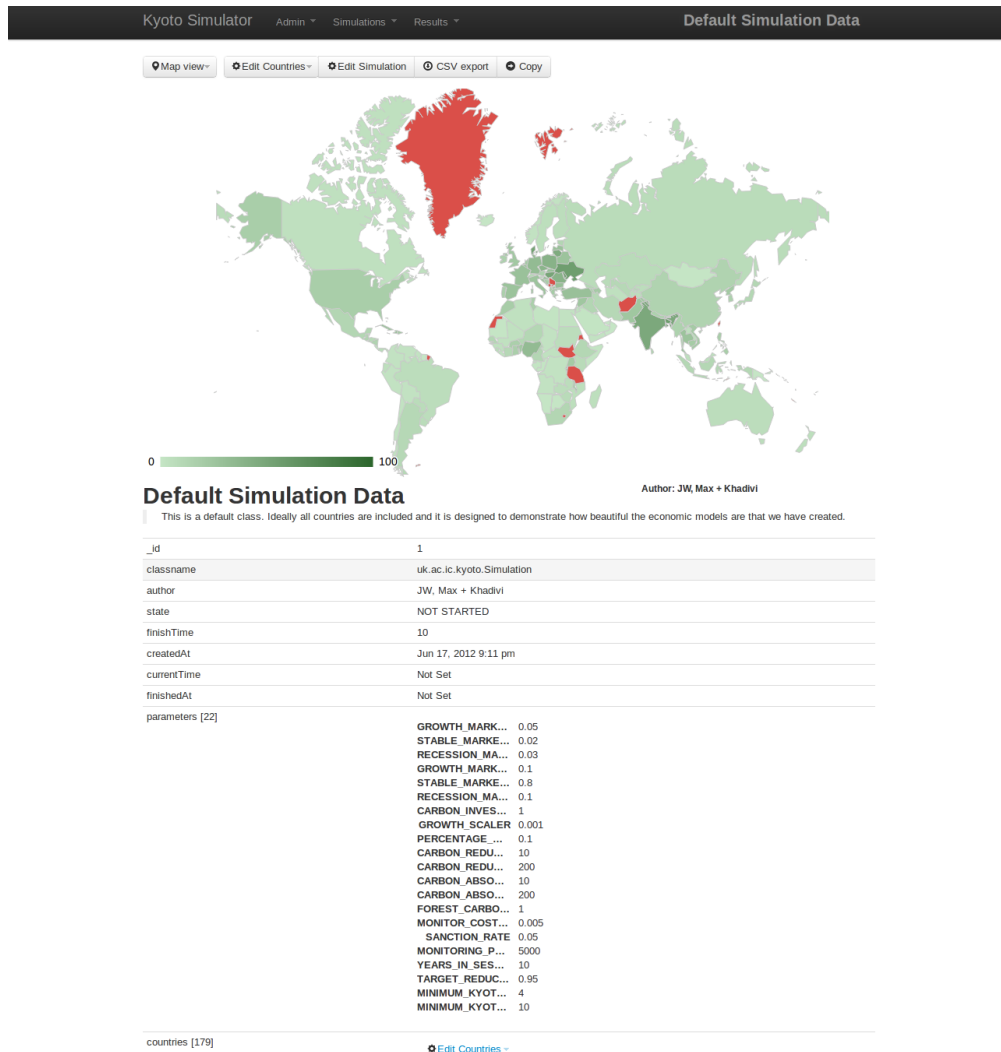 Kyoto Simulator Admin Simulations Results Default Simulation Data
Map view Edit Countries Edit Simulation CSV export Copy
0 100
Default Simulation Data
Author: JW, Max + Khadivi
This is a default class. Ideally all countries are included and it is designed to demonstrate how beautiful the economic models are that we have created.
_id 1
classname uk.ac.ic.kyoto.Simulation
author JW, Max + Khadivi
state NOT STARTED
finishTime 10
createdAt Jun 17, 2012 9:11 pm
currentTime Not Set
finishedAt Not Set
parameters [22]
GROWTH_MARK... 0.05
STABLE_MARKE... 0.02
RECESSION_MA... 0.03
GROWTH_MARK... 0.1
STABLE_MARKE... 0.8
RECESSION_MA... 0.1
CARBON_INVES... 1
GROWTH_SCALER 0.001
PERCENTAGE_... 0.1
CARBON_REDU... 10
CARBON_REDU... 200
CARBON_ABSO... 10
CARBON_ABSO... 200
FOREST_CARBO... 1
MONITOR_COST... 0.005
SANCTION_RATE 0.05
MONITORING_P... 5000
YEARS_IN_SES... 10
TARGET_REDUC... 0.95
MINIMUM_KYOT... 4
MINIMUM_KYOT... 10
countries [179] Edit Countries